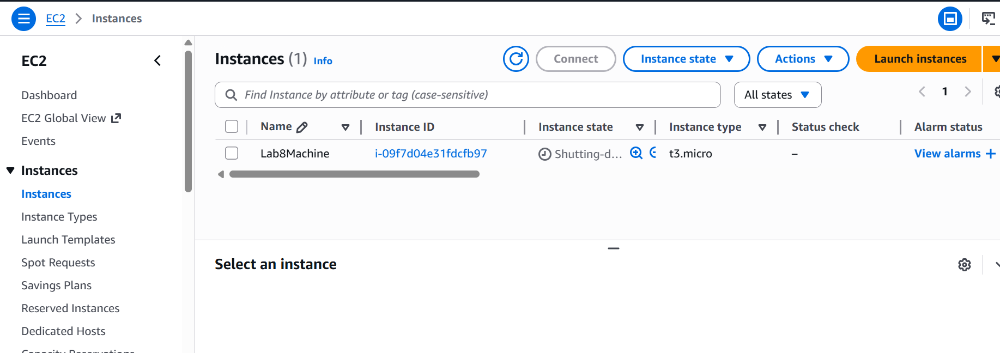 EC2 > Instances
EC2
Dashboard
EC2 Global View
Events
Instances
Instances
Instance Types
Launch Templates
Spot Requests
Savings Plans
Reserved Instances
Dedicated Hosts
Capacity Reservations
Instances (1) Info
Connect
Instance state
Actions
Launch instances
Find Instance by attribute or tag (case-sensitive)
All states
1
Name Instance ID Instance state Instance type Status check Alarm status
Lab8Machine i-09f7d04e31fdcfb97 Shutting-d... t3.micro – View alarms +
Select an instance